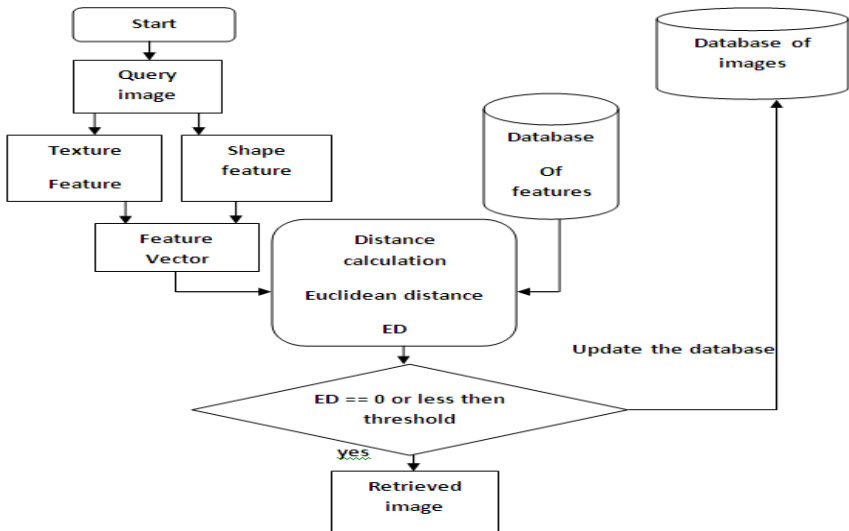 Start
Query
image
Texture
Feature
Shape
feature
Feature
Vector
Database
Of
features
Database of
images
Distance
calculation
Euclidean distance
ED
Update the database
ED == 0 or less then
threshold
yes
Retrieved
image